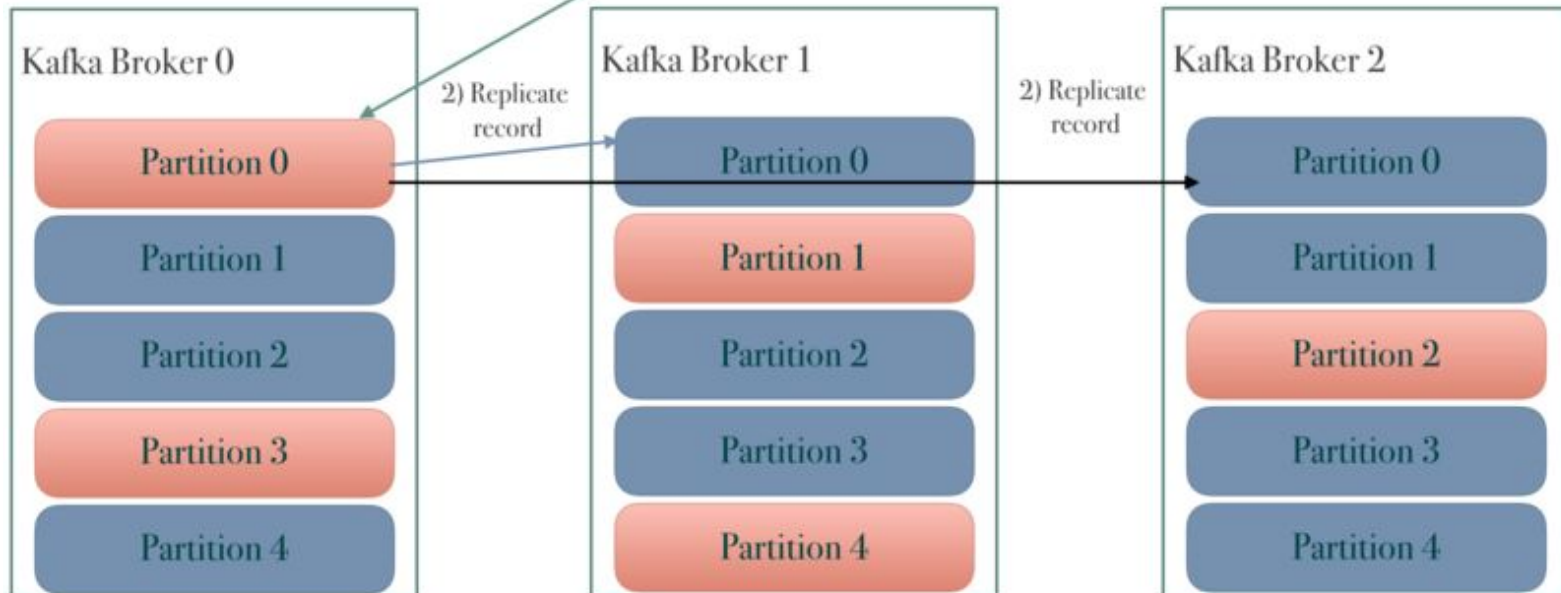 Kafka Broker 0
Partition 0
Partition 1
Partition 2
Partition 3
Partition 4
2) Replicate
record
Kafka Broker 1
Partition 0
Partition 1
Partition 2
Partition 3
Partition 4
2) Replicate
record
Kafka Broker 2
Partition 0
Partition 1
Partition 2
Partition 3
Partition 4